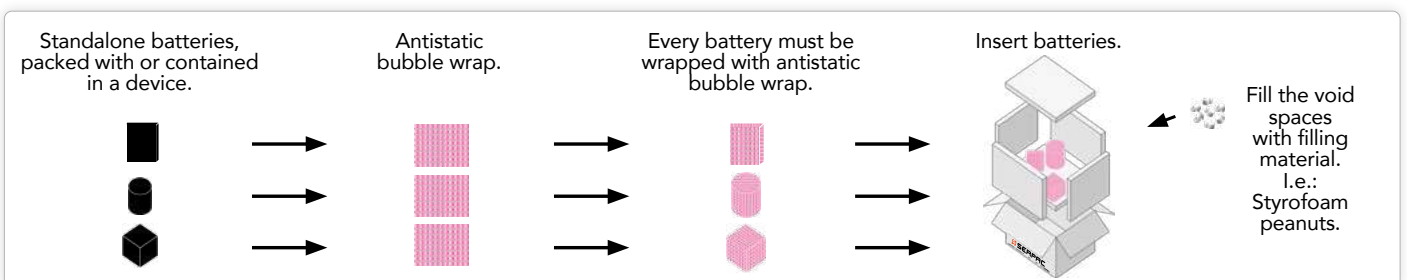 Standalone batteries,
packed with or contained
in a device.
Antistatic
bubble wrap.
Every battery must be
wrapped with antistatic
bubble wrap.
Insert batteries.
Fill the void
spaces
with filling
material.
I.e.:
Styrofoam
peanuts.
SERPAC